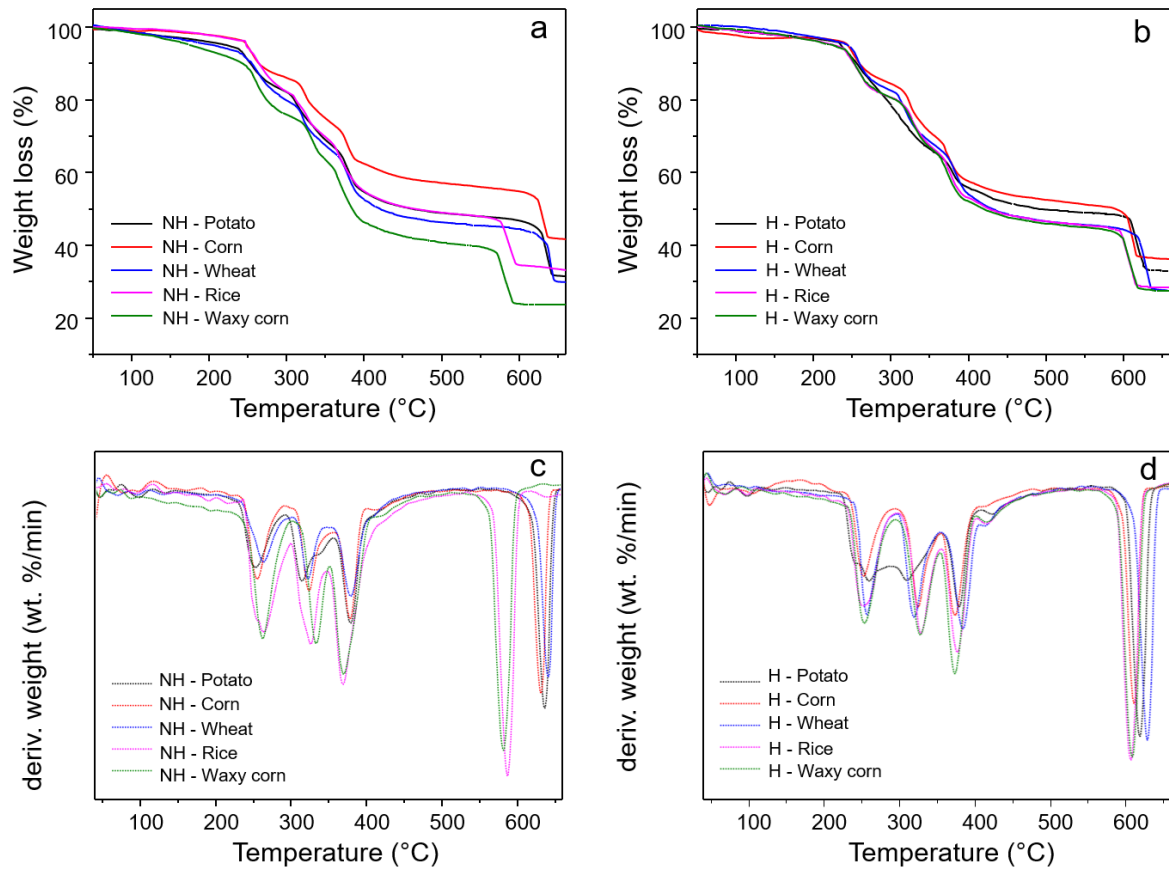 a
Weight loss (%)
100
80
60
40
20
NH - Potato
NH - Corn
NH - Wheat
NH - Rice
NH - Waxy corn
100 200 300 400 500 600
Temperature (°C)
b
Weight loss (%)
100
80
60
40
20
H - Potato
H - Corn
H - Wheat
H - Rice
H - Waxy corn
100 200 300 400 500 600
Temperature (°C)
c
deriv. weight (wt. %/min)
NH - Potato
NH - Corn
NH - Wheat
NH - Rice
NH - Waxy corn
100 200 300 400 500 600
Temperature (°C)
d
deriv. weight (wt. %/min)
H - Potato
H - Corn
H - Wheat
H - Rice
H - Waxy corn
100 200 300 400 500 600
Temperature (°C)